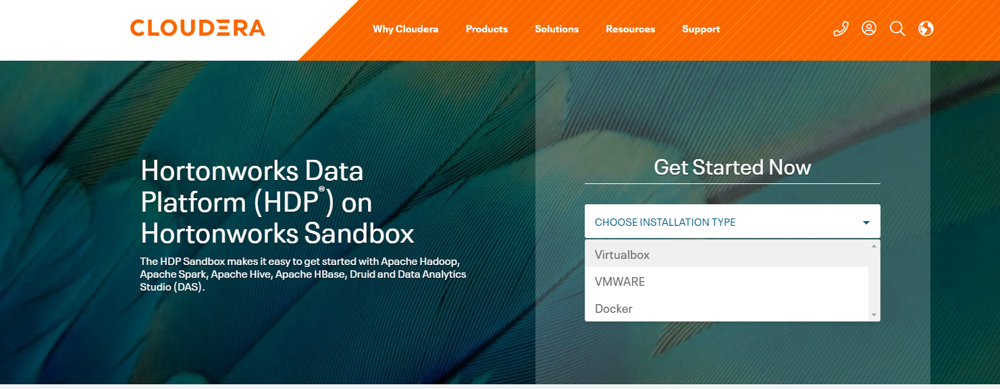 CLOUDERA
Why Cloudera Products Solutions Resources Support
Hortonworks Data
Platform (HDP®) on
Hortonworks Sandbox
The HDP Sandbox makes it easy to get started with Apache Hadoop,
Apache Spark, Apache Hive, Apache HBase, Druid and Data Analytics
Studio (DAS).
Get Started Now
CHOOSE INSTALLATION TYPE
Virtualbox
VMWARE
Docker